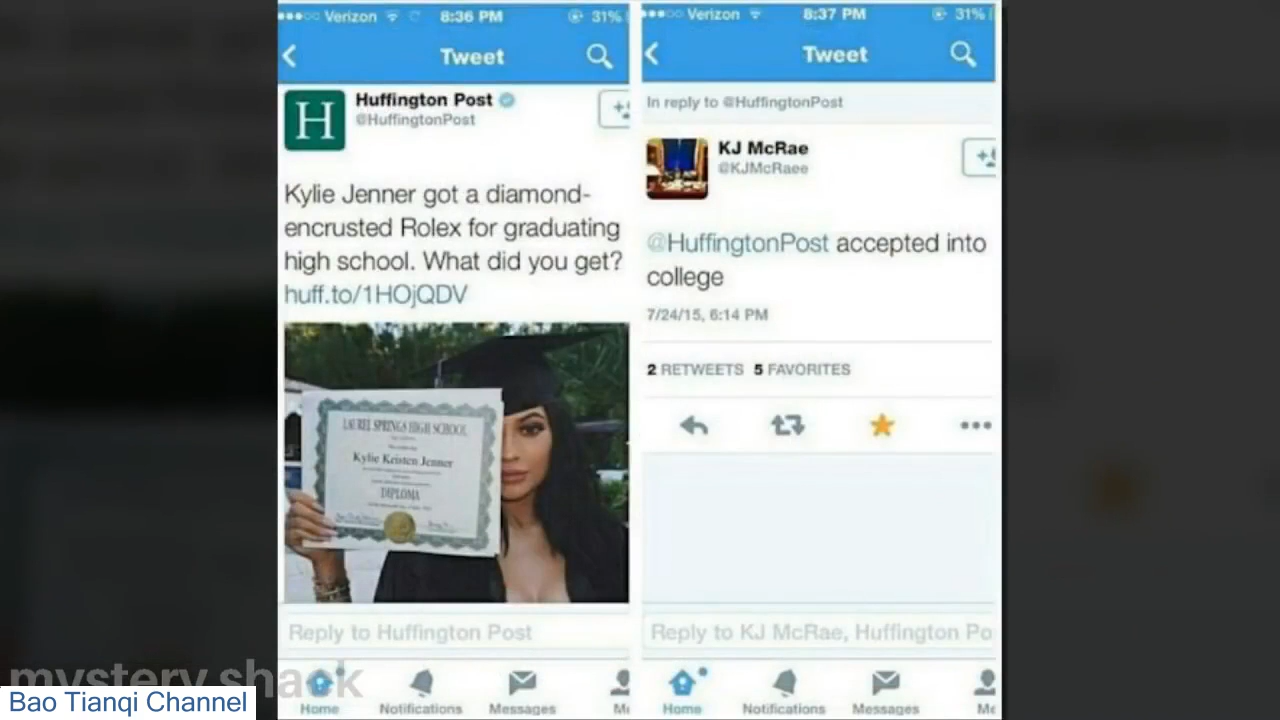 Verizon 8:36 PM 31%
Tweet
Huffington Post
@HuffingtonPost
Kylie Jenner got a diamond-
encrusted Rolex for graduating
high school. What did you get?
huff.to/1HOjQDV
LAUREL SPRINGS HIGH SCHOOL
Kylie Kristen Jenner
DIPLOMA
Reply to Huffington Post
Home Notifications Messages Me
Verizon 8:37 PM 31%
Tweet
In reply to @HuffingtonPost
KJ McRae
@KJMcRaee
@HuffingtonPost accepted into
college
7/24/15, 6:14 PM
2 RETWEETS 5 FAVORITES
Reply to KJ McRae, Huffington Po
Home Notifications Messages Me
mystery shack
Bao Tianqi Channel